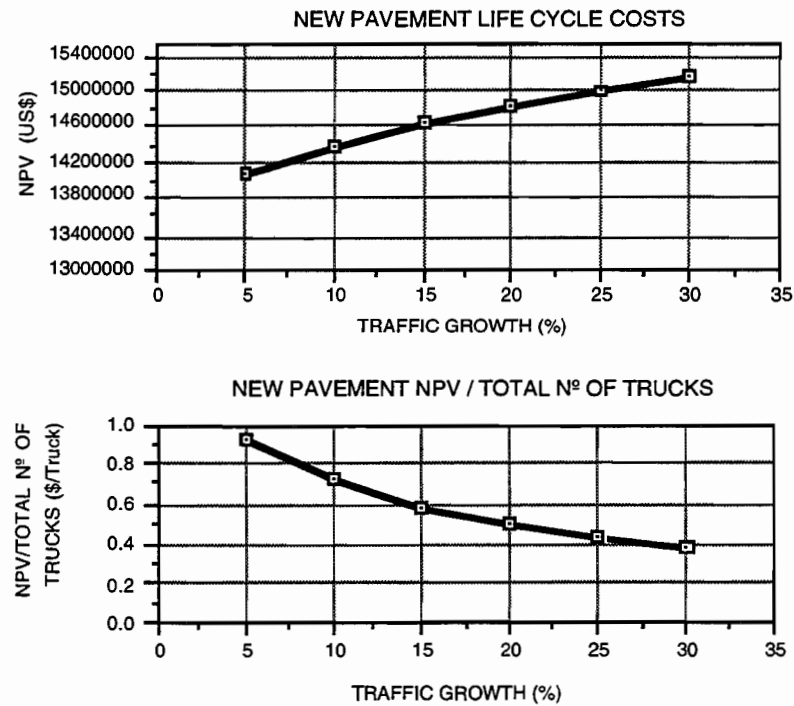 NEW PAVEMENT LIFE CYCLE COSTS
NPV (US$)
15400000
15000000
14600000
14200000
13800000
13400000
13000000
0 5 10 15 20 25 30 35
TRAFFIC GROWTH (%)
NEW PAVEMENT NPV / TOTAL Nº OF TRUCKS
NPV/TOTAL Nº OF
TRUCKS ($/Truck)
1.0
0.8
0.6
0.4
0.2
0.0
0 5 10 15 20 25 30 35
TRAFFIC GROWTH (%)